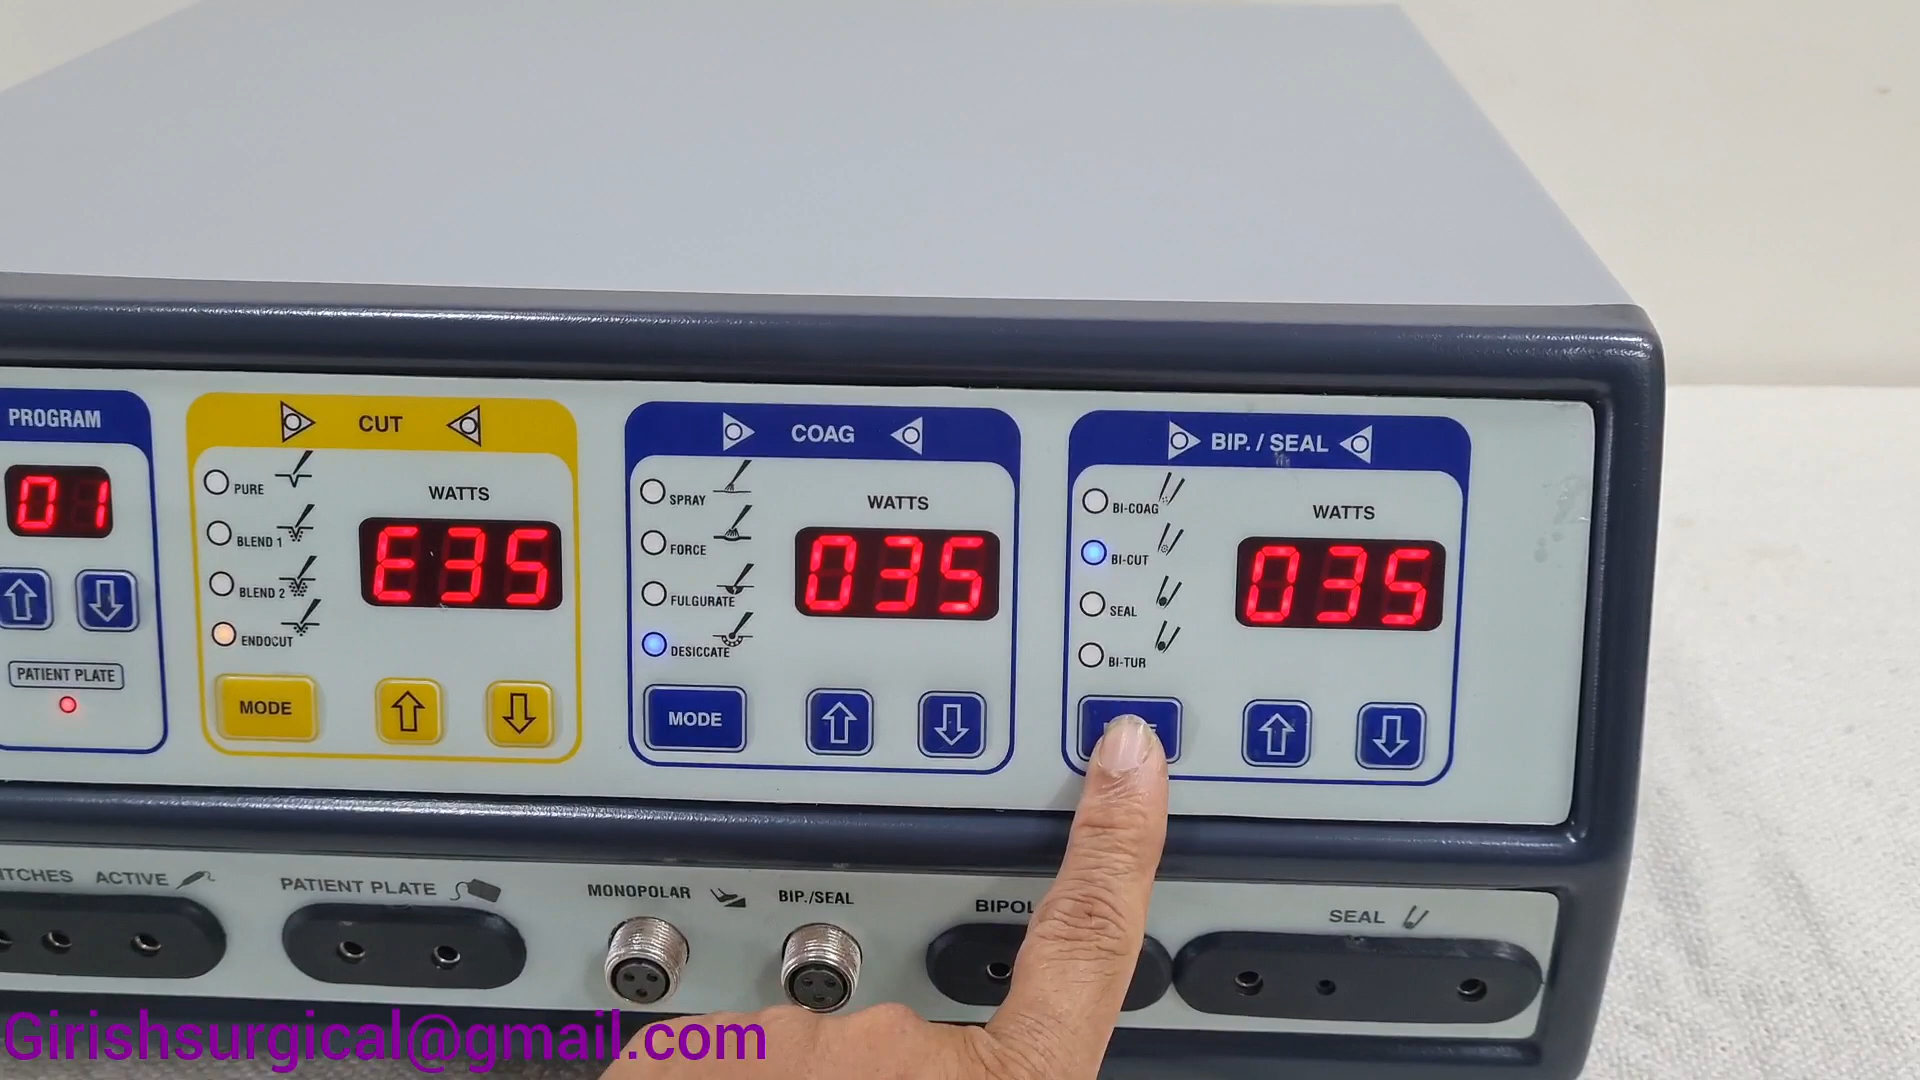 PROGRAM
01
PATIENT PLATE
CUT
PURE
BLEND 1
BLEND 2
ENDOCUT
WATTS
E35
MODE
COAG
SPRAY
FORCE
FULGURATE
DESICCATE
WATTS
035
MODE
BIP. / SEAL
BI-COAG
BI-CUT
SEAL
BI-TUR
WATTS
035
ACTIVE
PATIENT PLATE
MONOPOLAR
BIP./SEAL
SEAL
Girishsurgical@gmail.com